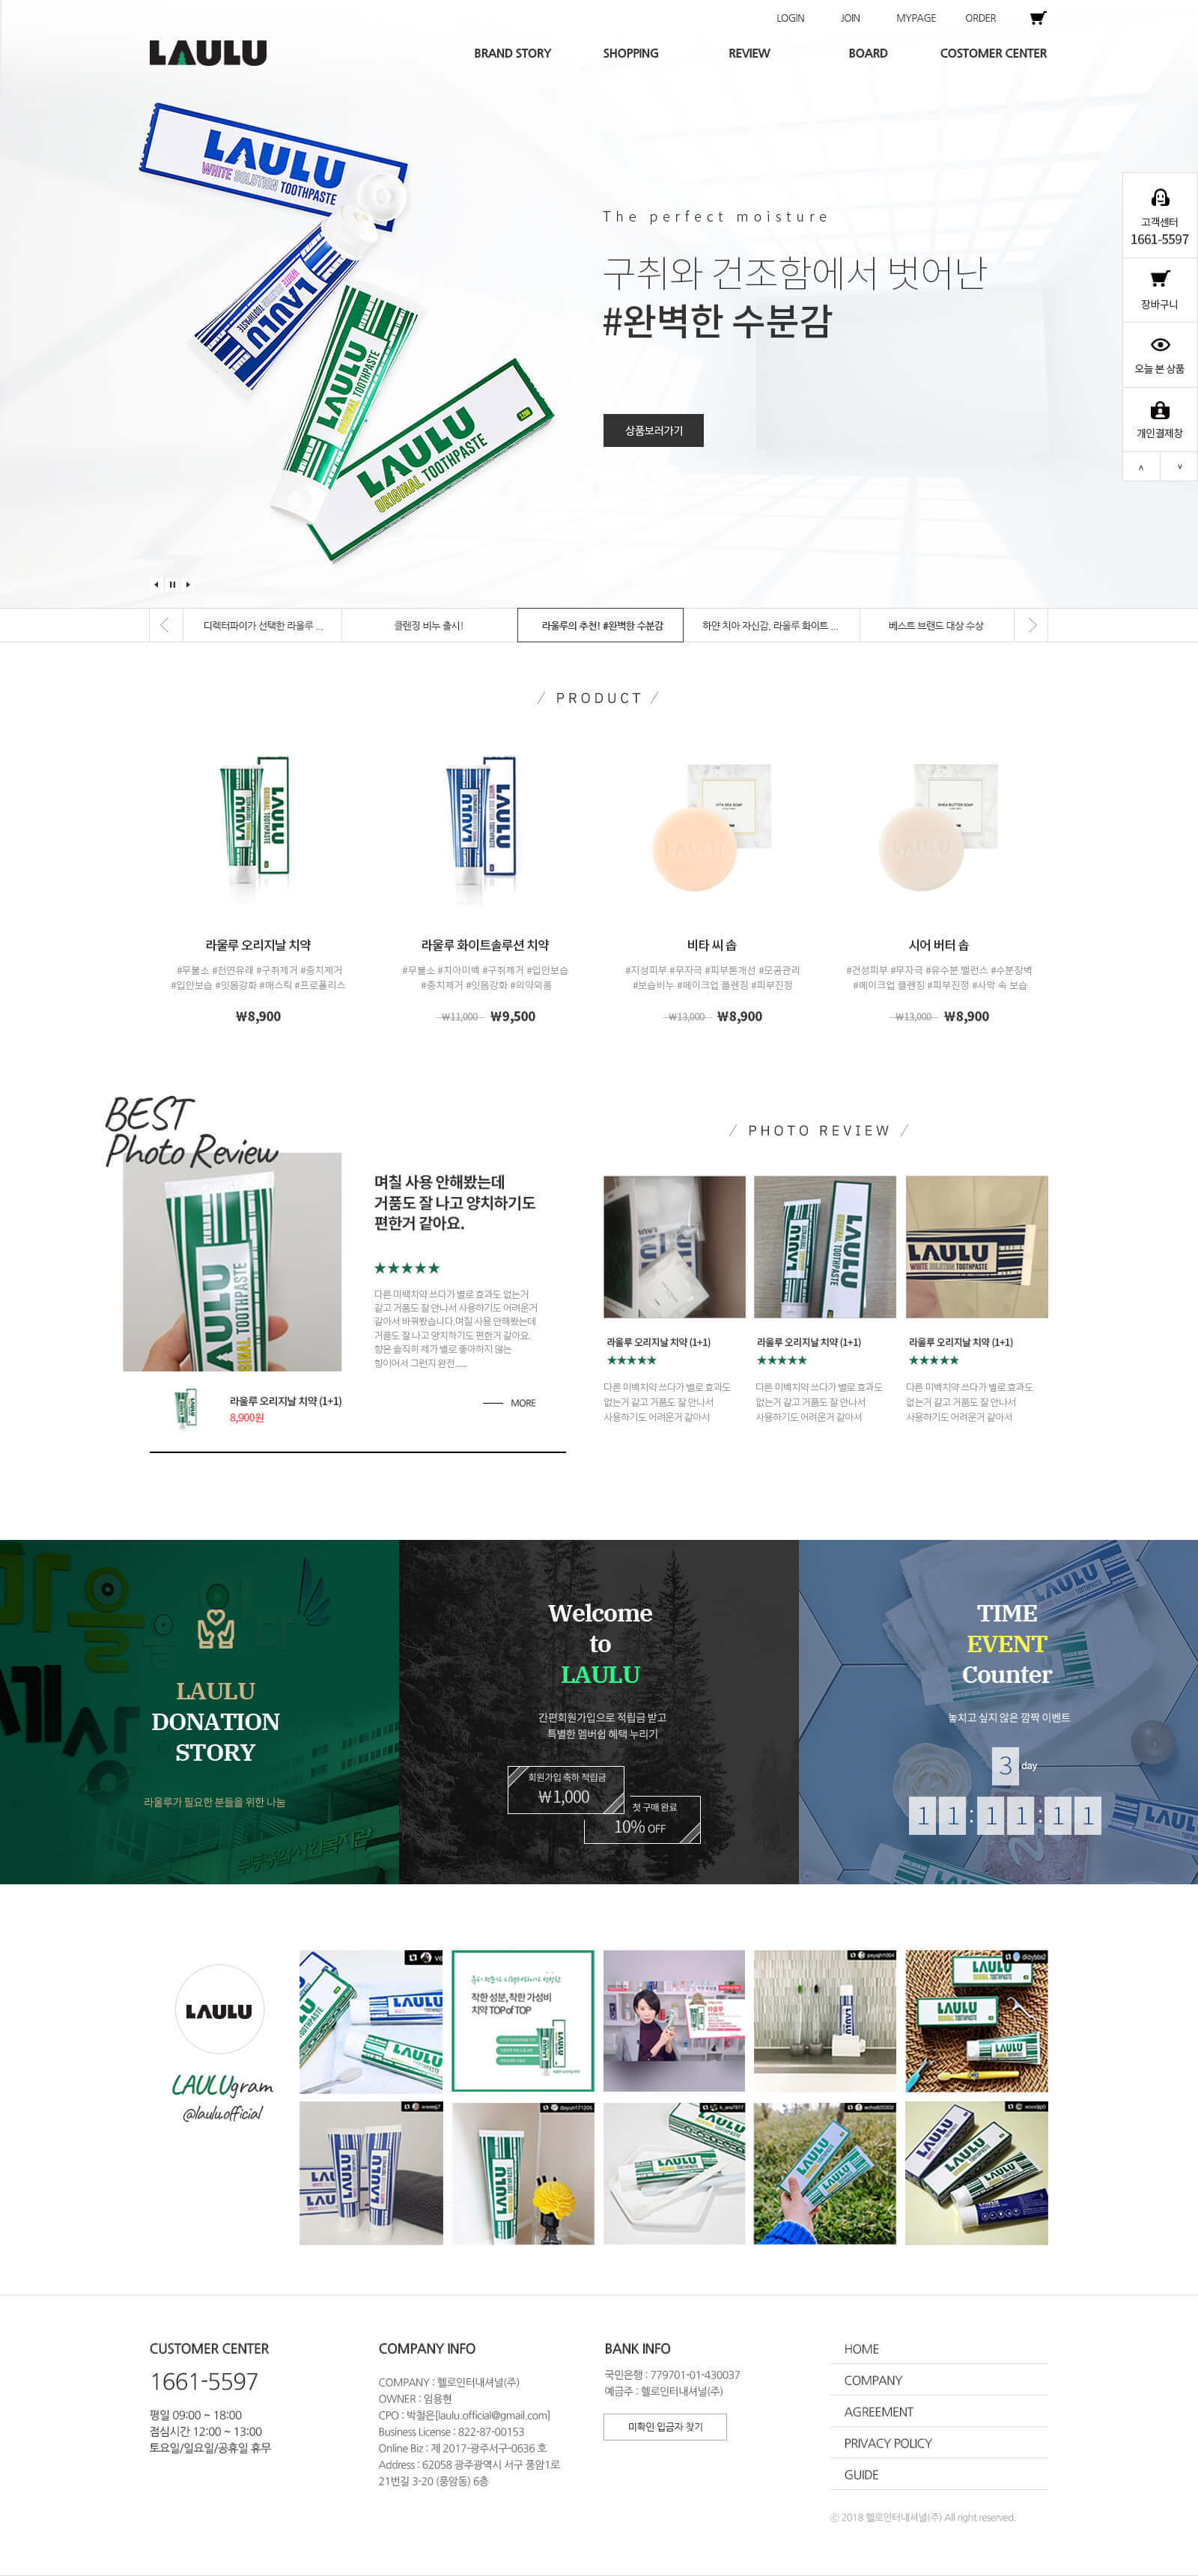 LOGIN JOIN MYPAGE ORDER
LAULU
BRAND STORY SHOPPING REVIEW BOARD COSTOMER CENTER
LAULU
WHITE SOLUTION TOOTHPASTE
LAULU
WHITE SOLUTION TOOTHPASTE
LAULU
ORIGINAL TOOTHPASTE
LAULU
ORIGINAL TOOTHPASTE
120G
The perfect moisture
구취와 건조함에서 벗어난
#완벽한 수분감
상품보러가기
고객센터
1661-5597
장바구니
오늘 본 상품
개인결제창
디렉터파이가 선택한 라울루 ...
클렌징 비누 출시!
라울루의 추천! #완벽한 수분감
하얀 치아 자신감, 라울루 화이트 ...
베스트 브랜드 대상 수상
/ PRODUCT /
라울루 오리지날 치약
#무불소 #천연유래 #구취제거 #충치제거
#입안보습 #잇몸강화 #매스틱 #프로폴리스
₩8,900
라울루 화이트솔루션 치약
#무불소 #치아미백 #구취제거 #입안보습
#충치제거 #잇몸강화 #의약외품
₩11,000 ₩9,500
VITA SEA SOAP
LAULU
비타 씨 솝
#지성피부 #무자극 #피부톤개선 #모공관리
#보습비누 #메이크업 클렌징 #피부진정
₩13,000 ₩8,900
SHEA BUTTER SOAP
LAULU
시어 버터 솝
#건성피부 #무자극 #유수분 밸런스 #수분장벽
#메이크업 클렌징 #피부진정 #사막 속 보습
₩13,000 ₩8,900
BEST
Photo Review
며칠 사용 안해봤는데
거품도 잘 나고 양치하기도
편한거 같아요.
★★★★★
다른 미백치약 쓰다가 별로 효과도 없는거
같고 거품도 잘 안나서 사용하기도 어려운거
같아서 바꿔봤습니다.며칠 사용 안해봤는데
거품도 잘 나고 양치하기도 편한거 같아요.
향은 솔직히 제가 별로 좋아하지 않는
향이어서 그런지 완전......
라울루 오리지날 치약 (1+1)
8,900원
MORE
/ PHOTO REVIEW /
라울루 오리지날 치약 (1+1)
★★★★★
다른 미백치약 쓰다가 별로 효과도
없는거 같고 거품도 잘 안나서
사용하기도 어려운거 같아서
라울루 오리지날 치약 (1+1)
★★★★★
다른 미백치약 쓰다가 별로 효과도
없는거 같고 거품도 잘 안나서
사용하기도 어려운거 같아서
라울루 오리지날 치약 (1+1)
★★★★★
다른 미백치약 쓰다가 별로 효과도
없는거 같고 거품도 잘 안나서
사용하기도 어려운거 같아서
LAULU
DONATION
STORY
라울루가 필요한 분들을 위한 나눔
Welcome
to
LAULU
간편회원가입으로 적립금 받고
특별한 멤버쉽 혜택 누리기
회원가입 축하 적립금
₩1,000
첫 구매 완료
10% OFF
TIME
EVENT
Counter
놓치고 싶지 않은 깜짝 이벤트
3 day
1 1 : 1 1 : 1 1
LAULU
LAULUgram
@laulu.official
착한 성분,착한 가성비
치약 TOP of TOP
CUSTOMER CENTER
1661-5597
평일 09:00 ~ 18:00
점심시간 12:00 ~ 13:00
토요일/일요일/공휴일 휴무
COMPANY INFO
COMPANY : 헬로인터내셔널(주)
OWNER : 임용현
CPO : 박철은[laulu.official@gmail.com]
Business License : 822-87-00153
Online Biz : 제 2017-광주서구-0636 호
Address : 62058 광주광역시 서구 풍암1로
21번길 3-20 (풍암동) 6층
BANK INFO
국민은행 : 779701-01-430037
예금주 : 헬로인터내셔널(주)
미확인 입금자 찾기
HOME
COMPANY
AGREEMENT
PRIVACY POLICY
GUIDE
ⓒ 2018 헬로인터내셔널(주) All right reserved.